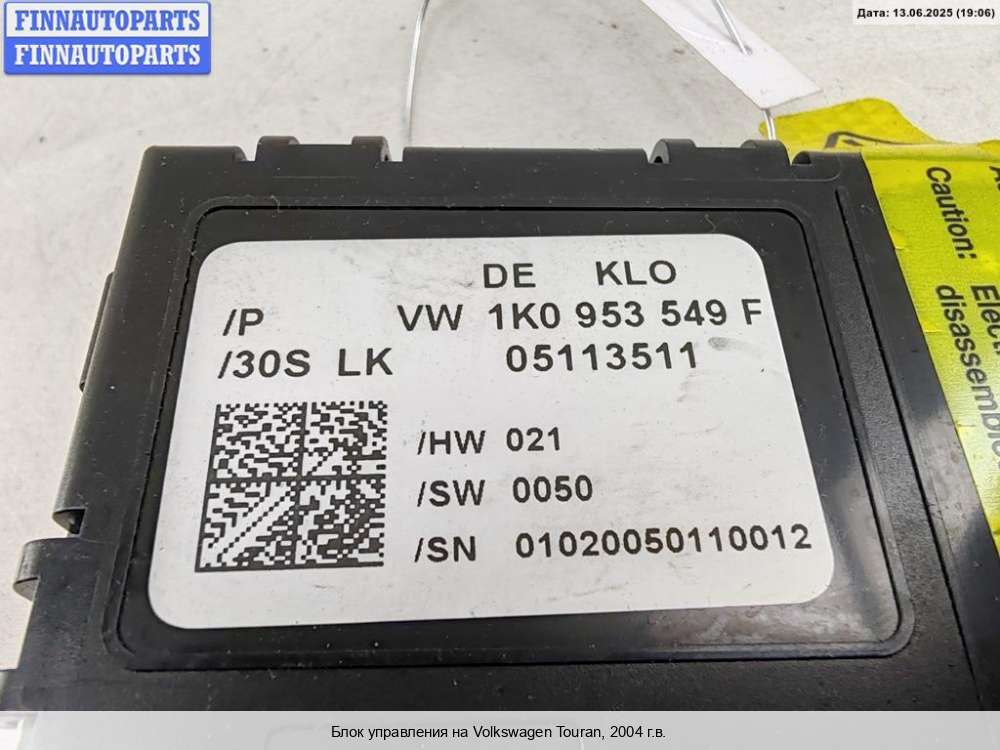 FINNAUTOPARTS
FINNAUTOPARTS
Дата: 13.06.2025 (19:06)
DE KLO
/P VW 1K0 953 549 F
/30S LK 05113511
/HW 021
/SW 0050
/SN 01020050110012
Caution:
disassemble
Блок управления на Volkswagen Touran, 2004 г.в.